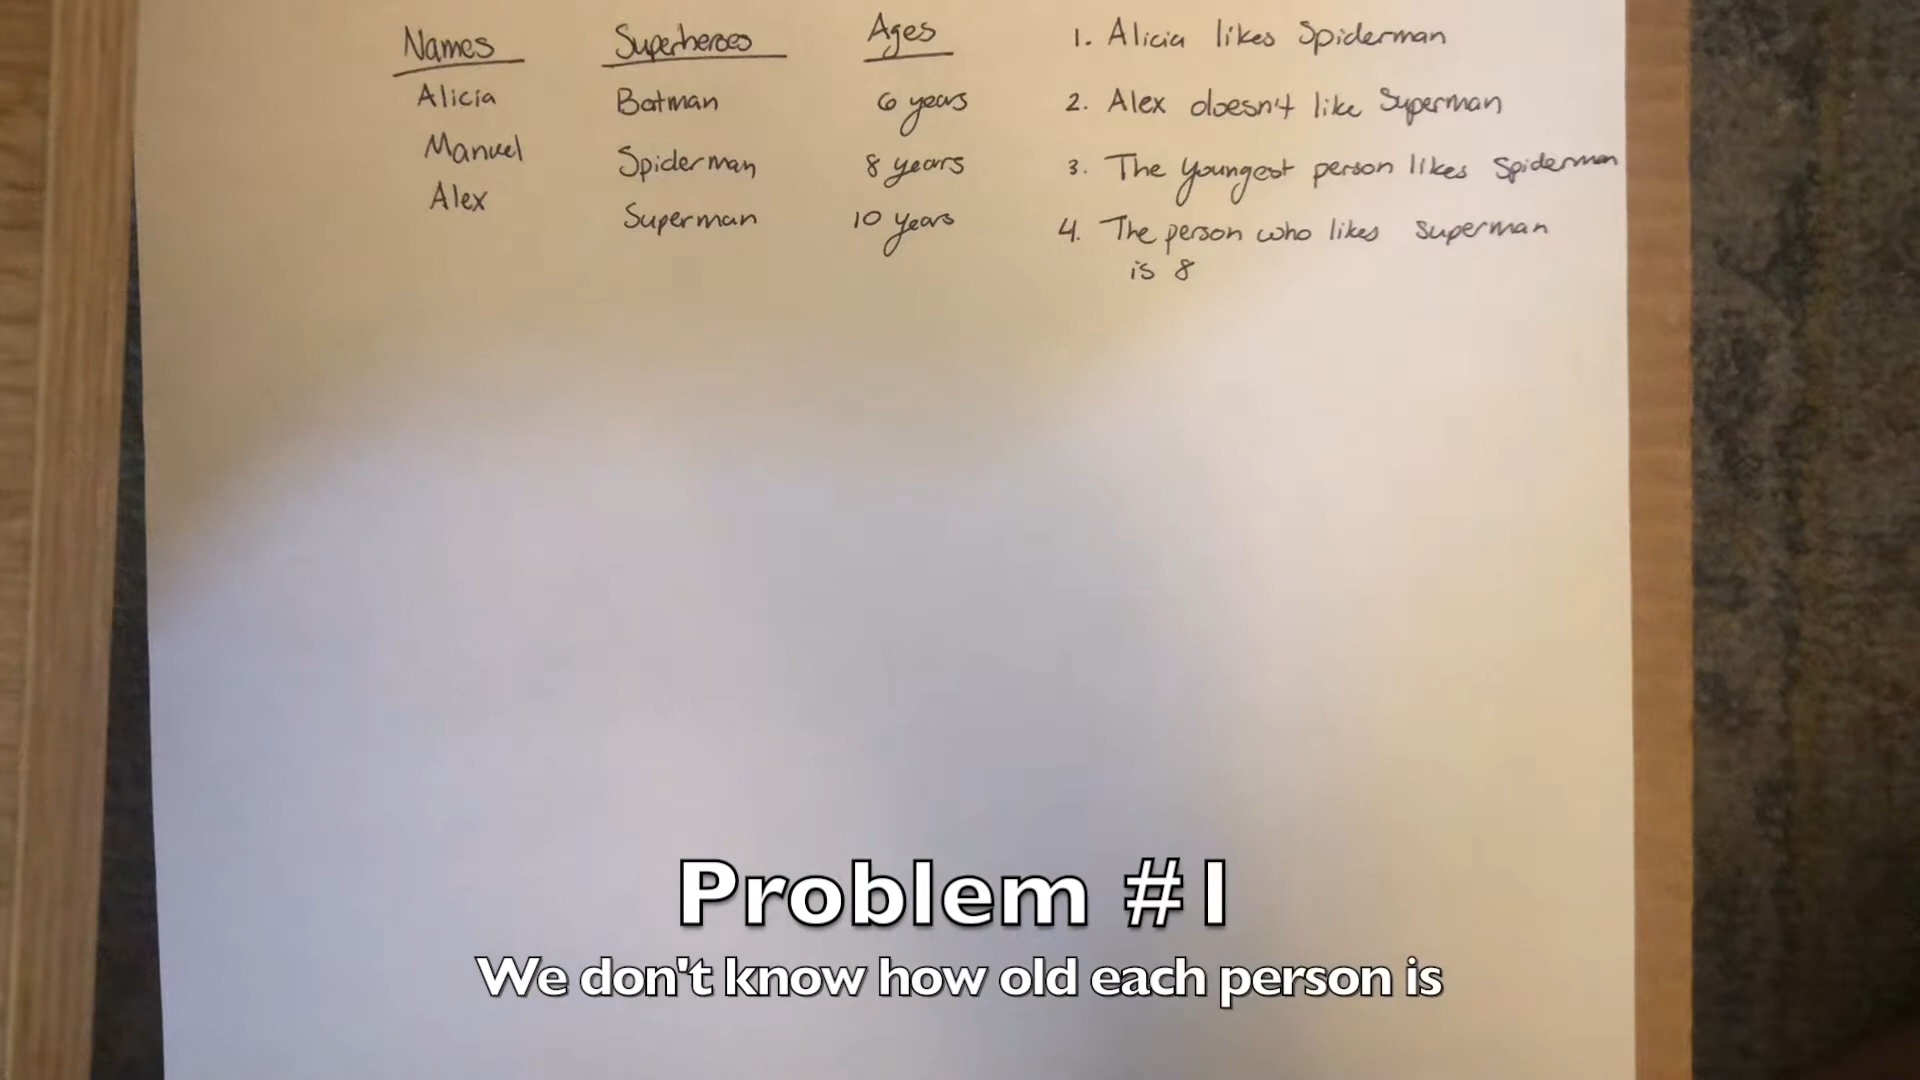 Names Superheroes Ages
Alicia Batman 6 years
Manuel Spiderman 8 years
Alex Superman 10 years
1. Alicia likes Spiderman
2. Alex doesn't like Superman
3. The youngest person likes Spiderman
4. The person who likes superman
is 8
Problem #1
We don't know how old each person is